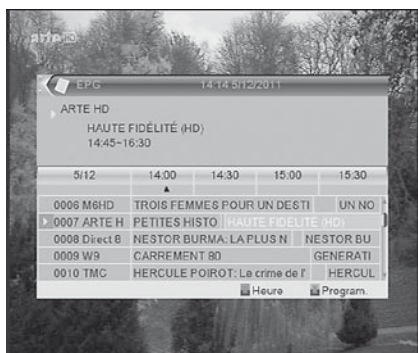 arte HD
EPG 14:14 5/12/2011
ARTE HD
HAUTE FIDÉLITÉ (HD)
14:45~16:30
5/12 14:00 14:30 15:00 15:30
0006 M6HD TROIS FEMMES POUR UN DESTI UN NO
0007 ARTE H PETITES HISTO HAUTE FIDÉLITÉ (HD)
0008 Direct 8 NESTOR BURMA: LA PLUS N NESTOR BU
0009 W9 CARREMENT 80 GENERATI
0010 TMC HERCULE POIROT: Le crime de l' HERCUL
Heure Program.